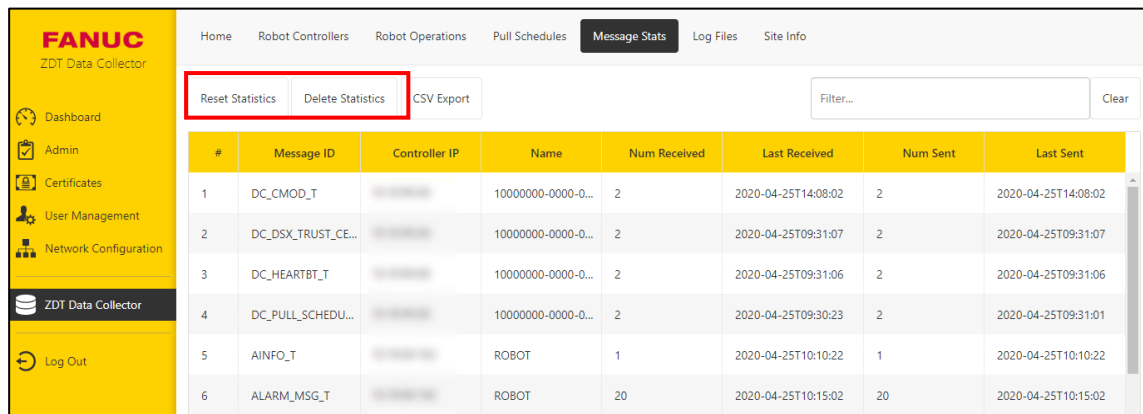 FANUC
ZDT Data Collector
Dashboard
Admin
Certificates
User Management
Network Configuration
ZDT Data Collector
Log Out
Home Robot Controllers Robot Operations Pull Schedules Message Stats Log Files Site Info
Reset Statistics Delete Statistics CSV Export Filter... Clear
# Message ID Controller IP Name Num Received Last Received Num Sent Last Sent
1 DC_CMOD_T 10000000-0000-0... 2 2020-04-25T14:08:02 2 2020-04-25T14:08:02
2 DC_DSX_TRUST_CE... 10000000-0000-0... 2 2020-04-25T09:31:07 2 2020-04-25T09:31:07
3 DC_HEARTBT_T 10000000-0000-0... 2 2020-04-25T09:31:06 2 2020-04-25T09:31:06
4 DC_PULL_SCHEDU... 10000000-0000-0... 2 2020-04-25T09:30:23 2 2020-04-25T09:31:01
5 AINFO_T ROBOT 1 2020-04-25T10:10:22 1 2020-04-25T10:10:22
6 ALARM_MSG_T ROBOT 20 2020-04-25T10:15:02 20 2020-04-25T10:15:02